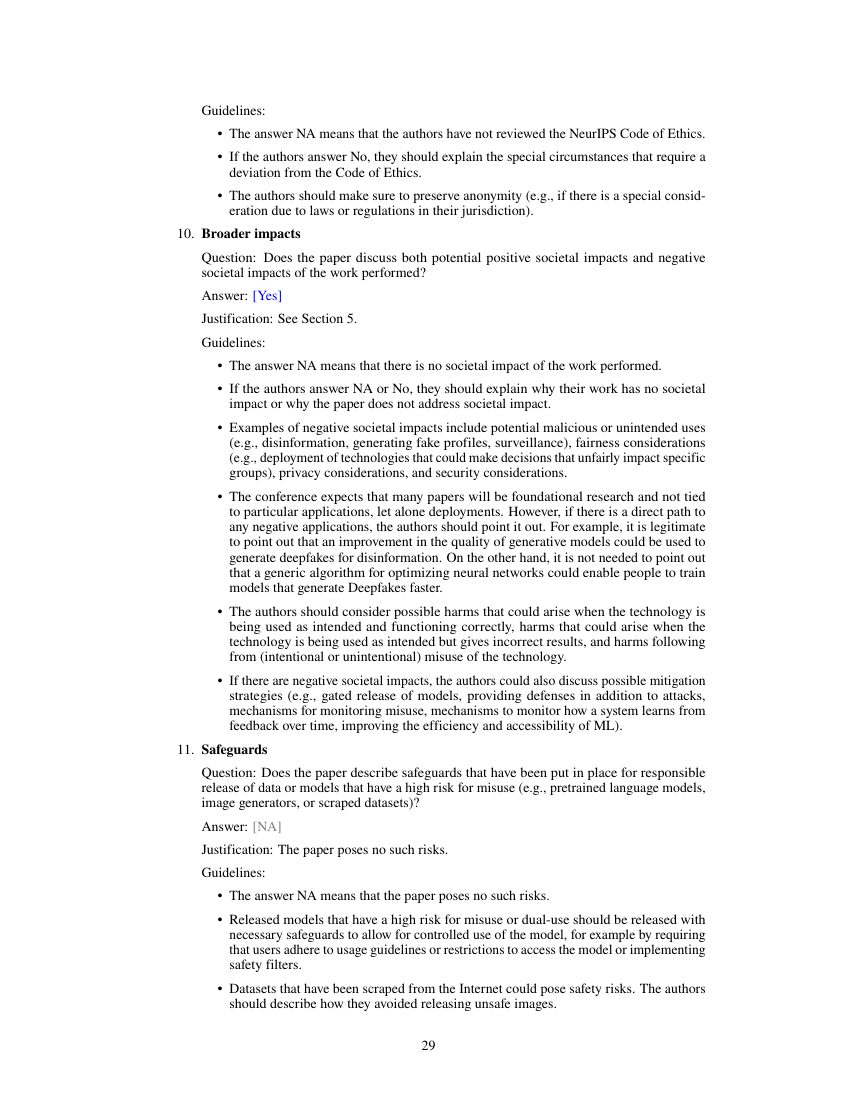 Guidelines:
• The answer NA means that the authors have not reviewed the NeurIPS Code of Ethics.
• If the authors answer No, they should explain the special circumstances that require a
deviation from the Code of Ethics.
• The authors should make sure to preserve anonymity (e.g., if there is a special consid-
eration due to laws or regulations in their jurisdiction).
10. Broader impacts
Question: Does the paper discuss both potential positive societal impacts and negative
societal impacts of the work performed?
Answer: [Yes]
Justification: See Section 5.
Guidelines:
• The answer NA means that there is no societal impact of the work performed.
• If the authors answer NA or No, they should explain why their work has no societal
impact or why the paper does not address societal impact.
• Examples of negative societal impacts include potential malicious or unintended uses
(e.g., disinformation, generating fake profiles, surveillance), fairness considerations
(e.g., deployment of technologies that could make decisions that unfairly impact specific
groups), privacy considerations, and security considerations.
• The conference expects that many papers will be foundational research and not tied
to particular applications, let alone deployments. However, if there is a direct path to
any negative applications, the authors should point it out. For example, it is legitimate
to point out that an improvement in the quality of generative models could be used to
generate deepfakes for disinformation. On the other hand, it is not needed to point out
that a generic algorithm for optimizing neural networks could enable people to train
models that generate Deepfakes faster.
• The authors should consider possible harms that could arise when the technology is
being used as intended and functioning correctly, harms that could arise when the
technology is being used as intended but gives incorrect results, and harms following
from (intentional or unintentional) misuse of the technology.
• If there are negative societal impacts, the authors could also discuss possible mitigation
strategies (e.g., gated release of models, providing defenses in addition to attacks,
mechanisms for monitoring misuse, mechanisms to monitor how a system learns from
feedback over time, improving the efficiency and accessibility of ML).
11. Safeguards
Question: Does the paper describe safeguards that have been put in place for responsible
release of data or models that have a high risk for misuse (e.g., pretrained language models,
image generators, or scraped datasets)?
Answer: [NA]
Justification: The paper poses no such risks.
Guidelines:
• The answer NA means that the paper poses no such risks.
• Released models that have a high risk for misuse or dual-use should be released with
necessary safeguards to allow for controlled use of the model, for example by requiring
that users adhere to usage guidelines or restrictions to access the model or implementing
safety filters.
• Datasets that have been scraped from the Internet could pose safety risks. The authors
should describe how they avoided releasing unsafe images.
29